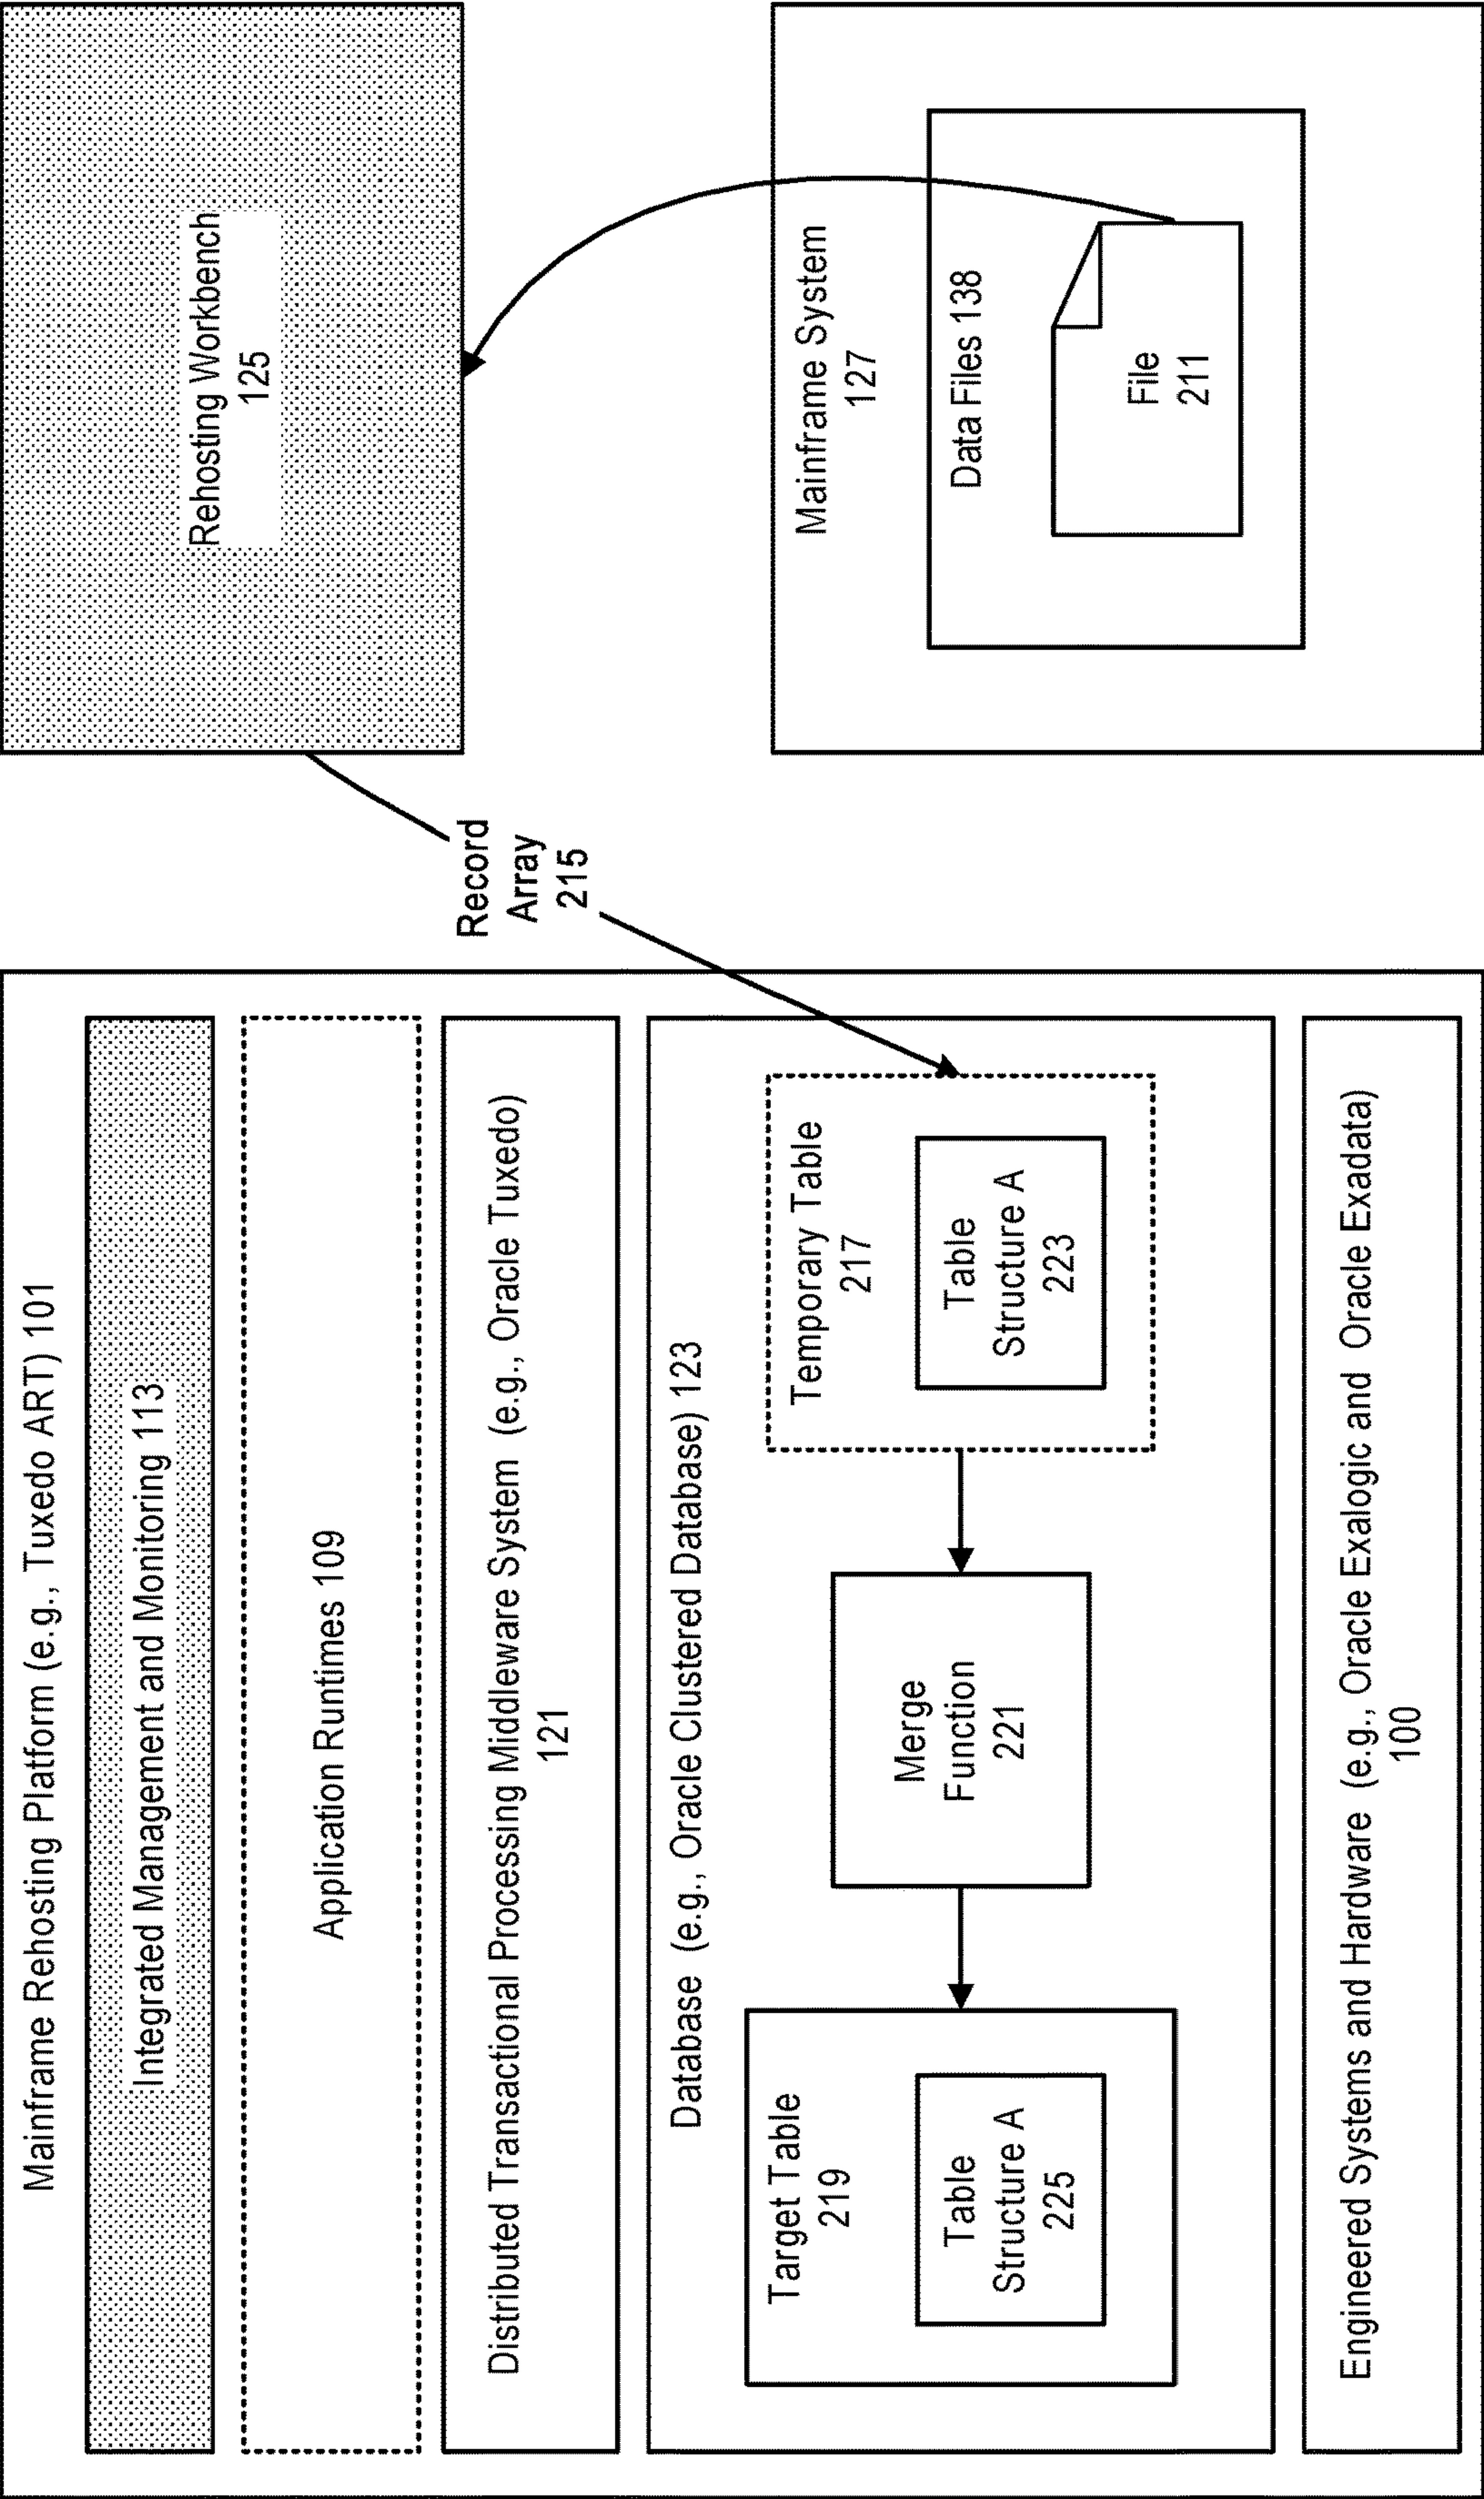 Mainframe Rehosting Platform (e.g., Tuxedo ART) 101
Integrated Management and Monitoring 113
Application Runtimes 109
Distributed Transactional Processing Middleware System (e.g., Oracle Tuxedo)
121
Database (e.g., Oracle Clustered Database) 123
Target Table
219
Table
Structure A
225
Merge
Function
221
Temporary Table
217
Table
Structure A
223
Engineered Systems and Hardware (e.g., Oracle Exalogic and Oracle Exadata)
100
Record
Array
215
Rehosting Workbench
125
Mainframe System
127
Data Files 138
File
211